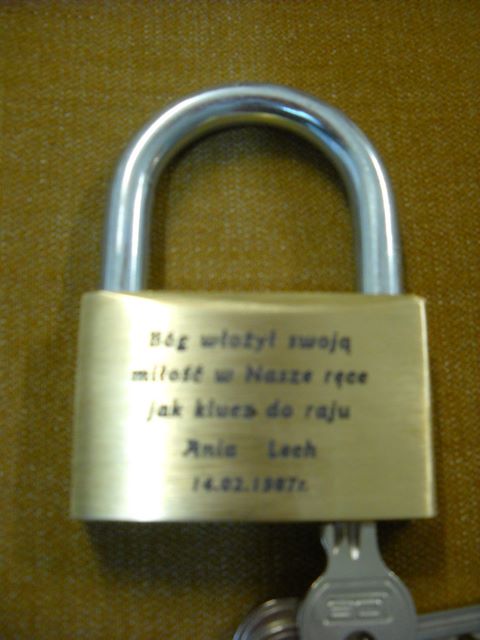 Bóg włożył swoją
miłość w Nasze ręce
jak klucz do raju
Ania Lech
14.02.1987r.